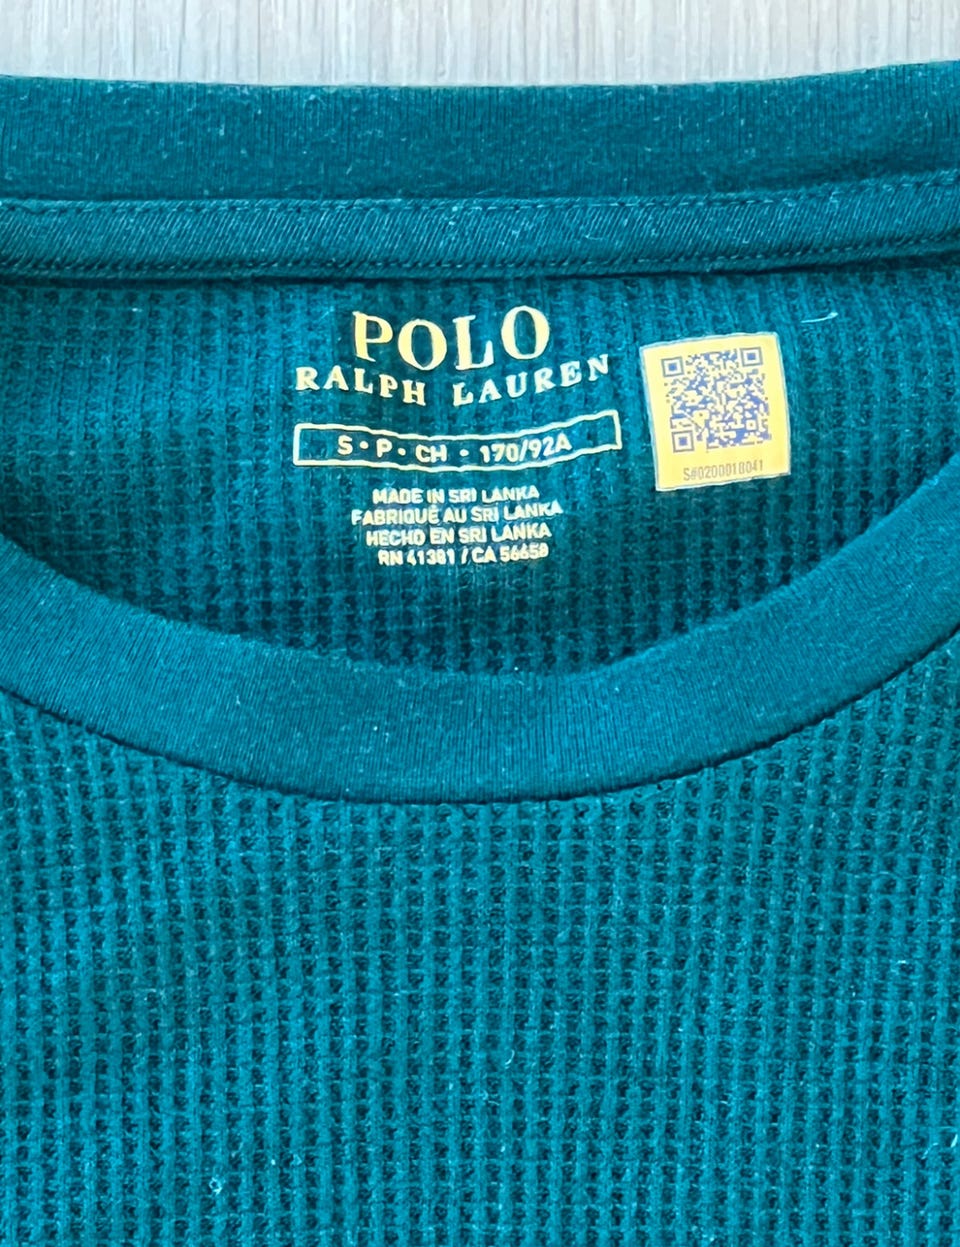 POLO
RALPH LAUREN
S • P • CH • 170/92A
MADE IN SRI LANKA
FABRIQUÉ AU SRI LANKA
HECHO EN SRI LANKA
RN 41381 / CA 56658
S#0200018041